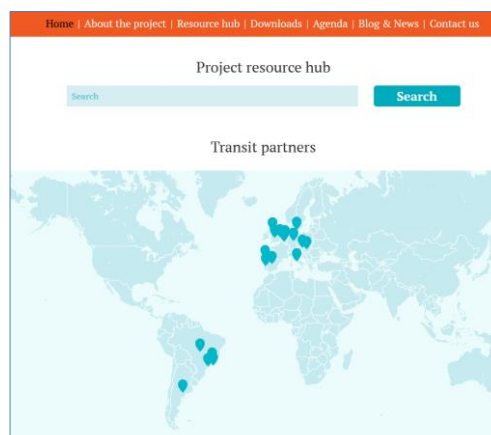 Home | About the project | Resource hub | Downloads | Agenda | Blog & News | Contact us
Project resource hub
Search Search
Transit partners